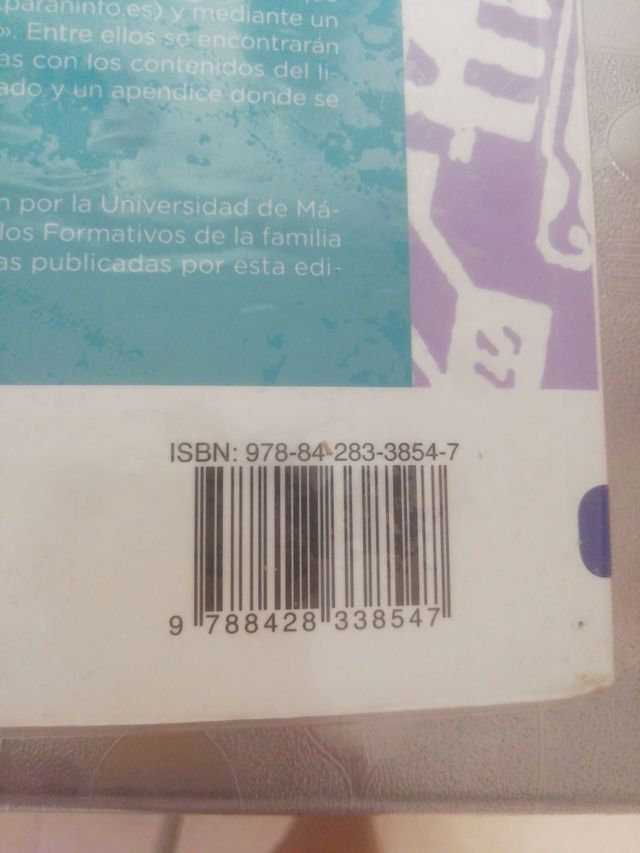 paraninfo.es) y mediante un
». Entre ellos se encontrarán
as con los contenidos del li-
ado y un apéndice donde se
n por la Universidad de Má-
los Formativos de la familia
as publicadas por esta edi-
ISBN: 978-84-283-3854-7
9 788428 338547